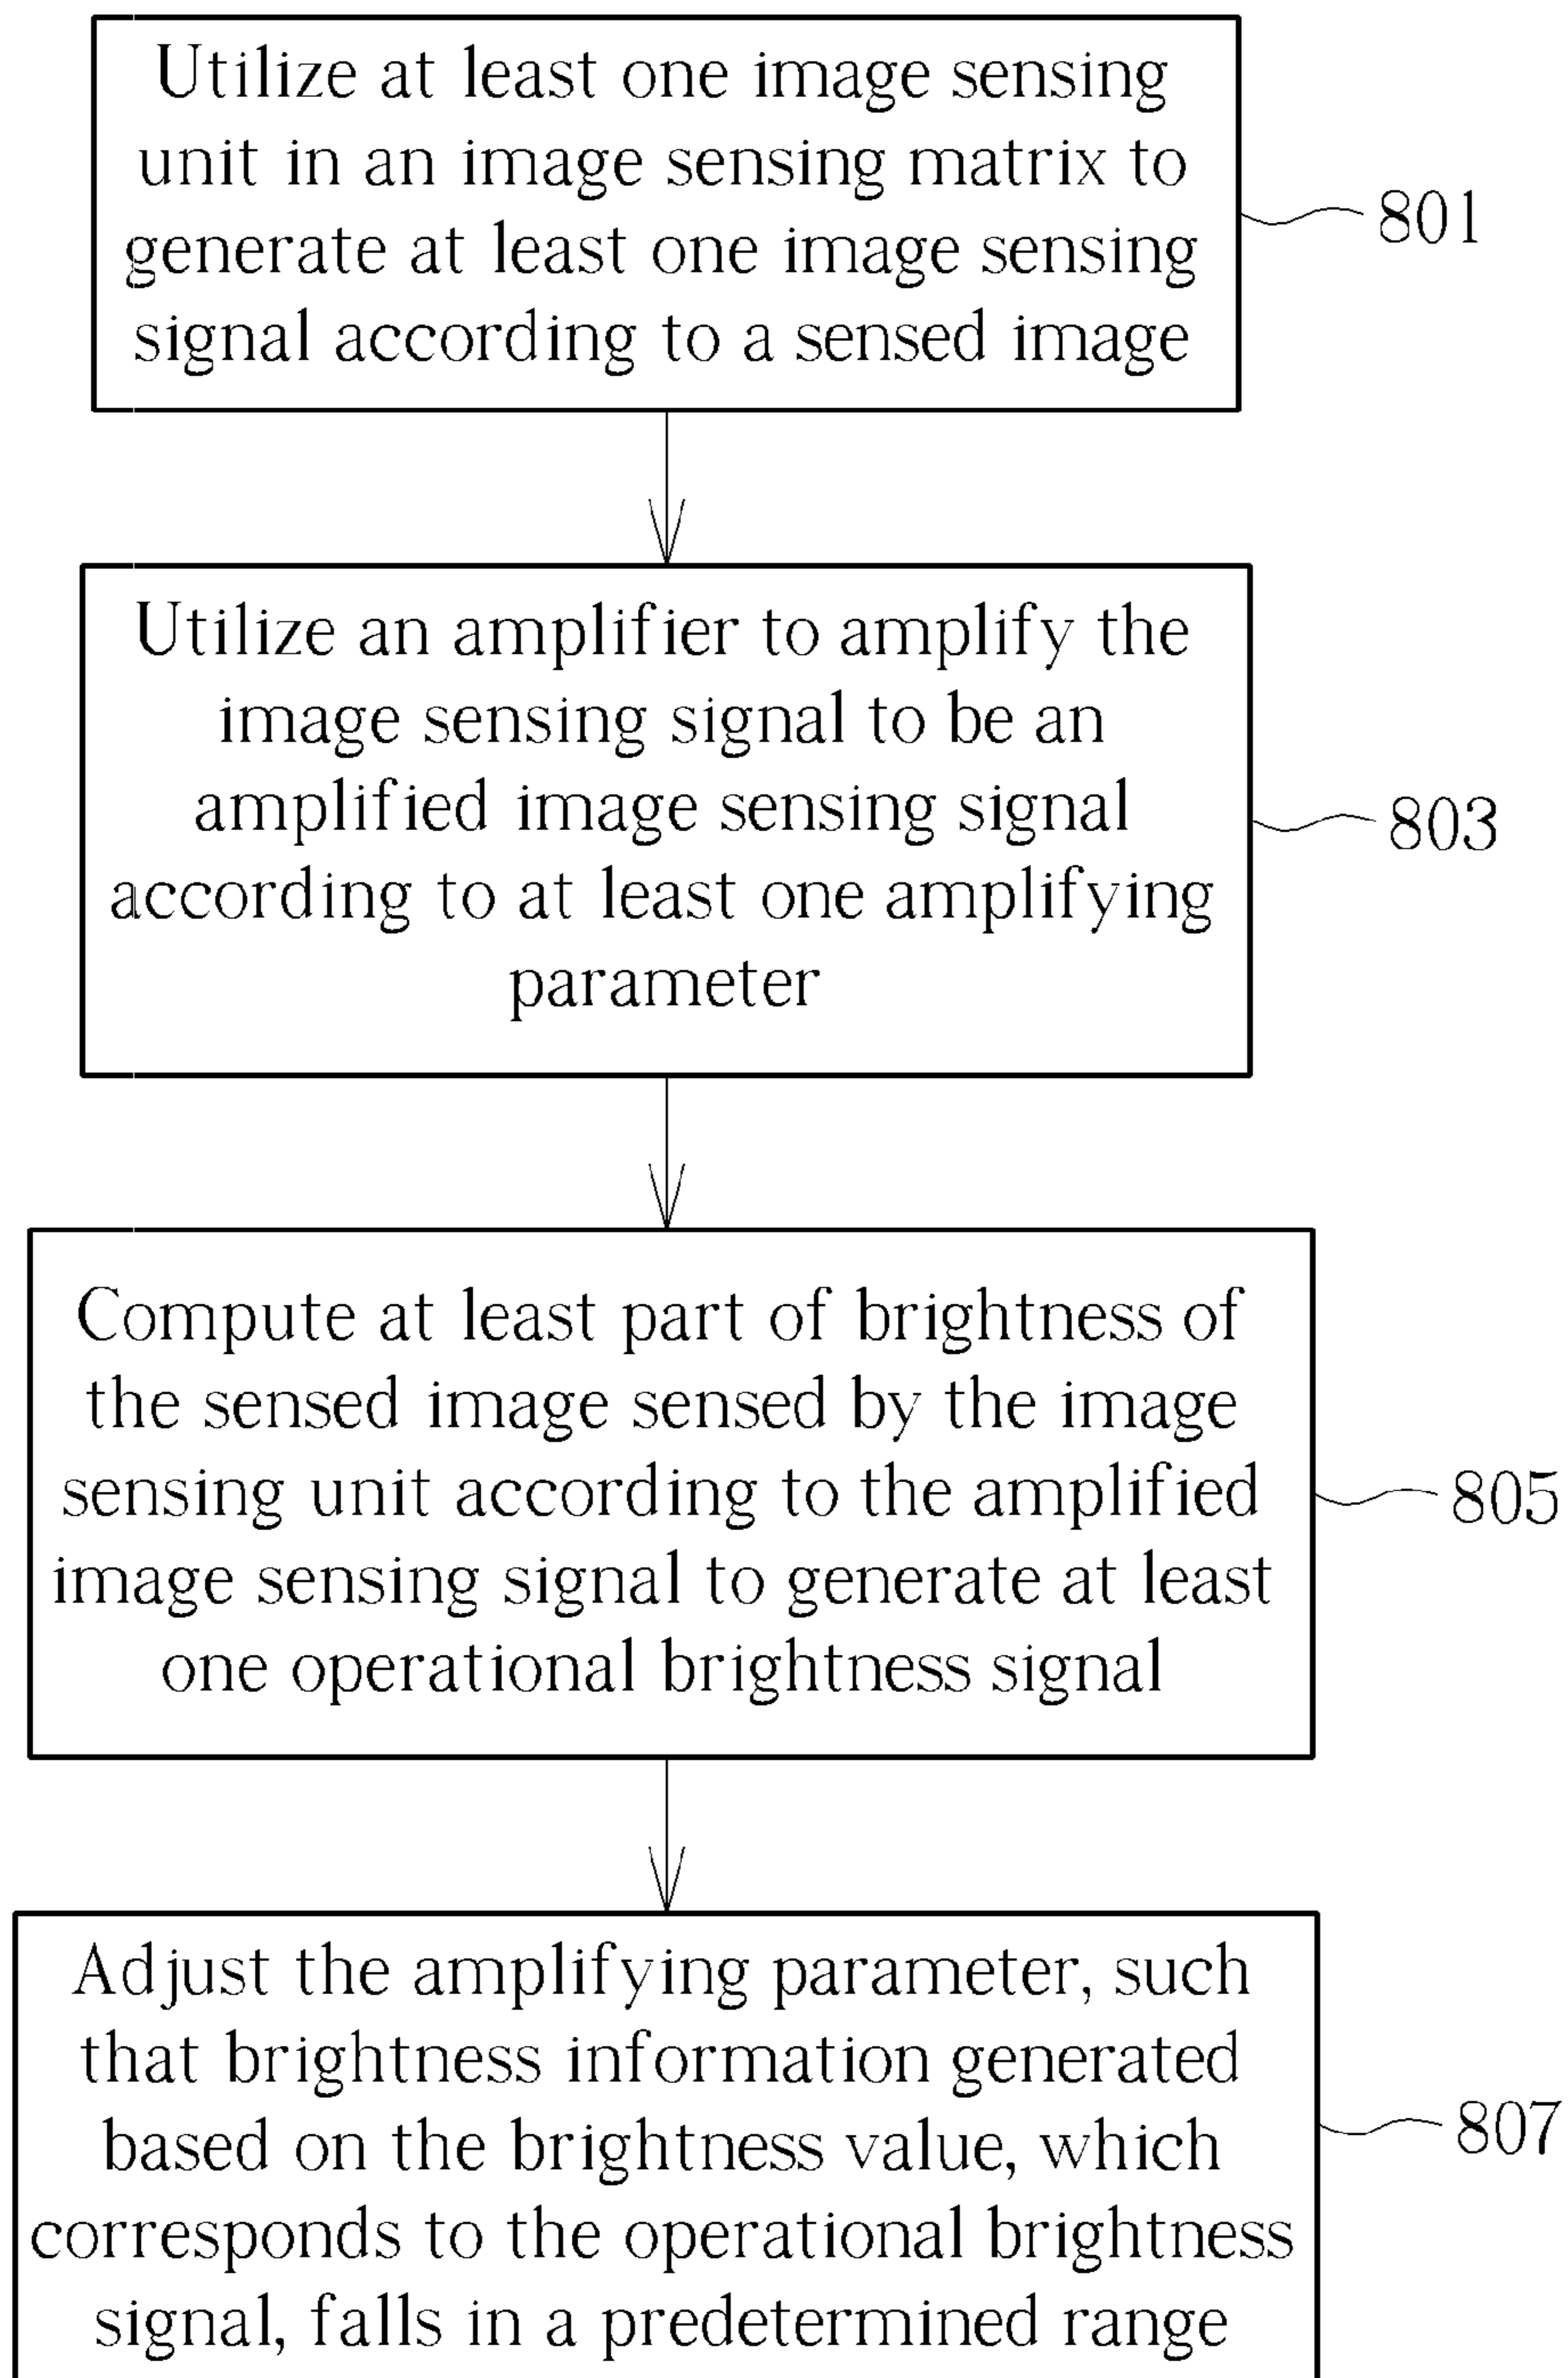 Utilize at least one image sensing
unit in an image sensing matrix to
generate at least one image sensing
signal according to a sensed image
801
Utilize an amplifier to amplify the
image sensing signal to be an
amplified image sensing signal
according to at least one amplifying
parameter
803
Compute at least part of brightness of
the sensed image sensed by the image
sensing unit according to the amplified
image sensing signal to generate at least
one operational brightness signal
805
Adjust the amplifying parameter, such
that brightness information generated
based on the brightness value, which
corresponds to the operational brightness
signal, falls in a predetermined range
807